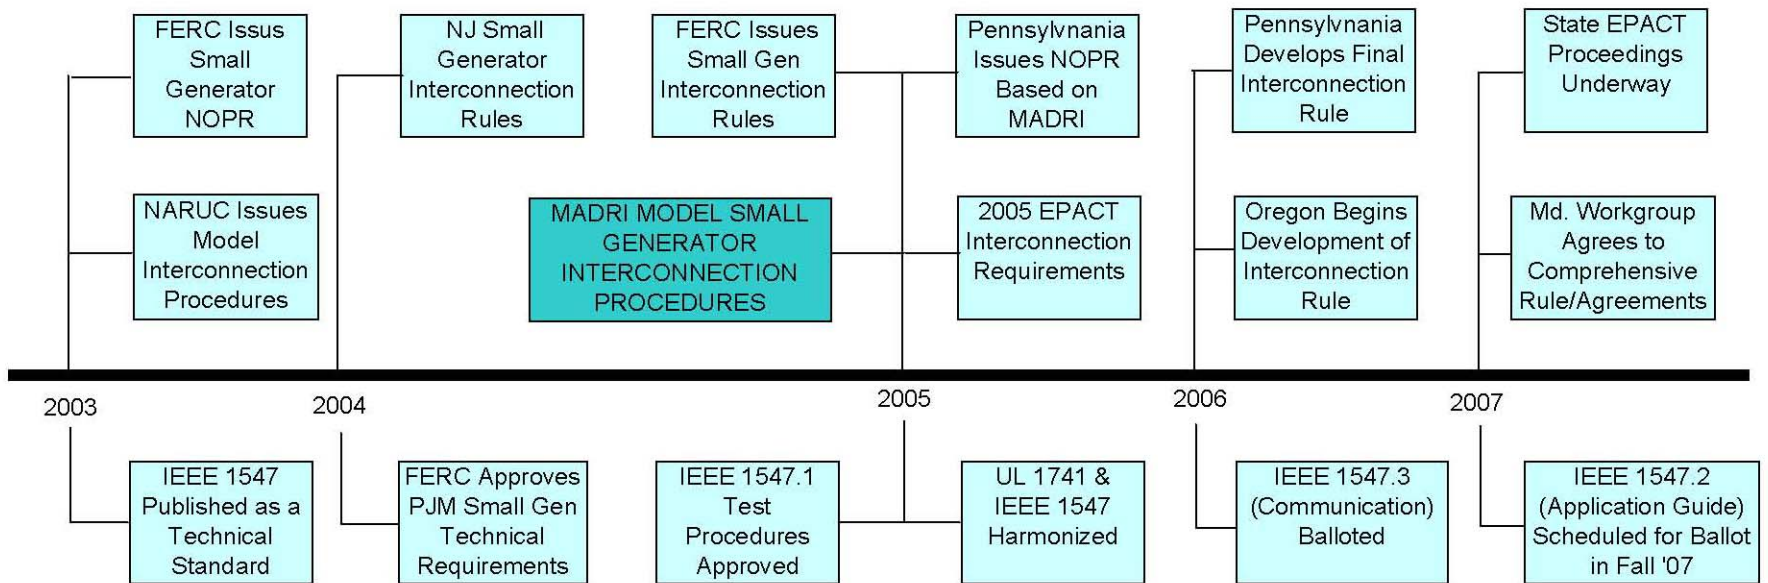 FERC Issus
Small
Generator
NOPR
NJ Small
Generator
Interconnection
Rules
FERC Issues
Small Gen
Interconnection
Rules
Pennsylvnania
Issues NOPR
Based on
MADRI
Pennsylvnania
Develops Final
Interconnection
Rule
State EPACT
Proceedings
Underway
NARUC Issues
Model
Interconnection
Procedures
MADRI MODEL SMALL
GENERATOR
INTERCONNECTION
PROCEDURES
2005 EPACT
Interconnection
Requirements
Oregon Begins
Development of
Interconnection
Rule
Md. Workgroup
Agrees to
Comprehensive
Rule/Agreements
2003
2004
2005
2006
2007
IEEE 1547
Published as a
Technical
Standard
FERC Approves
PJM Small Gen
Technical
Requirements
IEEE 1547.1
Test
Procedures
Approved
UL 1741 &
IEEE 1547
Harmonized
IEEE 1547.3
(Communication)
Balloted
IEEE 1547.2
(Application Guide)
Scheduled for Ballot
in Fall '07